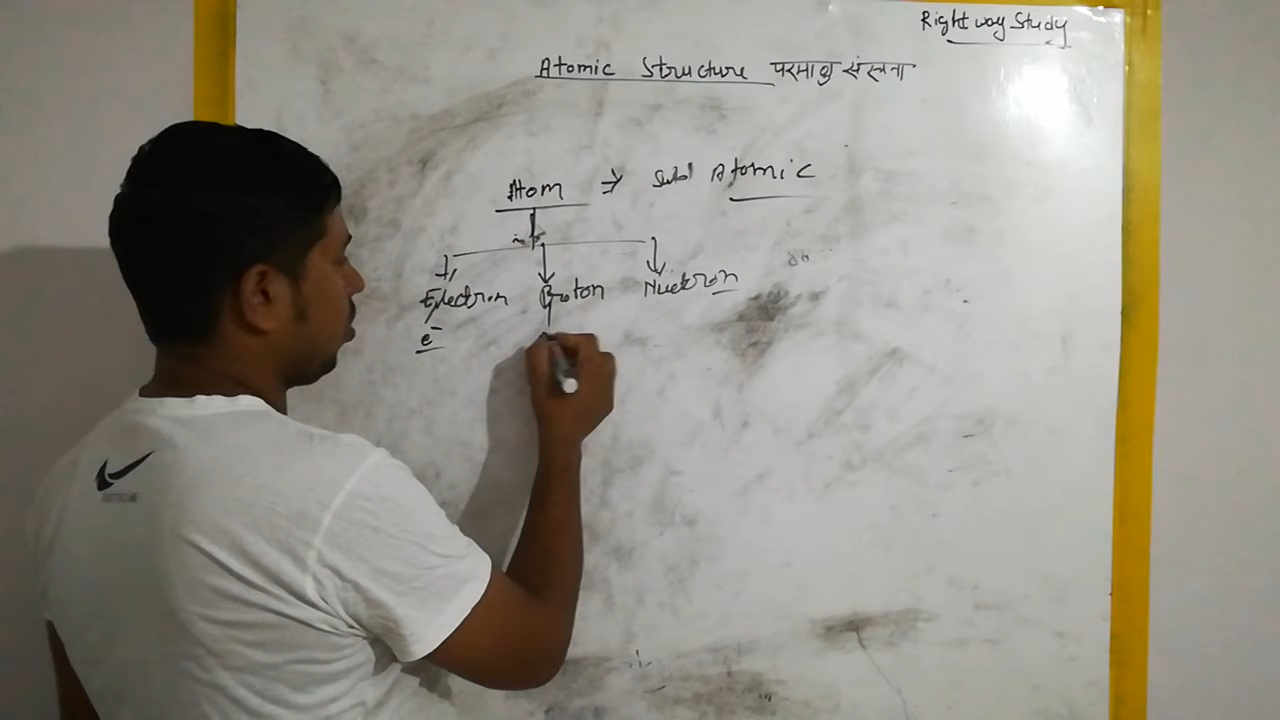 Right way Study
Atomic Structure परमाणु संरचना
Atom ⇒ Sub Atomic
Electron Proton Nuetron
e⁻